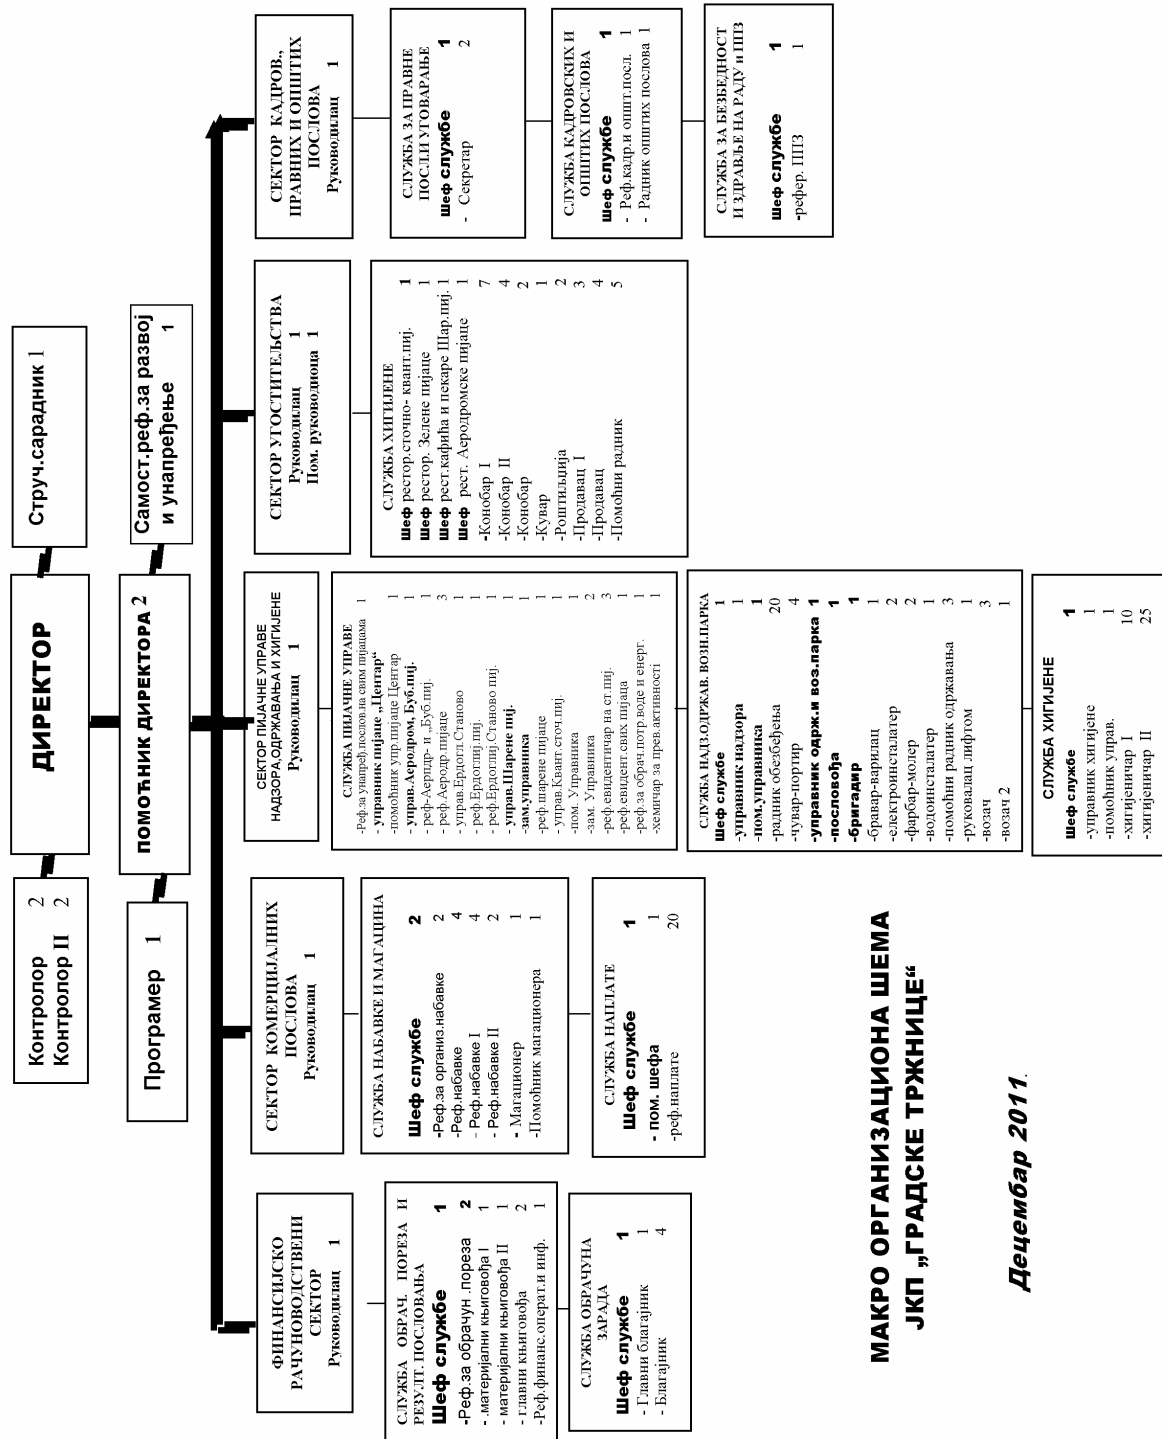 ДИРЕКТОР
Струч.сарадник 1
Контролор 2
Контролор II 2
ПОМОЋНИК ДИРЕКТОРА 2
Самост.реф.за развој
и унапређење 1
Програмер 1
ФИНАНСИЈСКО
РАЧУНОВОДСТВЕНИ
СЕКТОР
Руководилац 1
СЛУЖБА ОБРАЧ. ПОРЕЗА И
РЕЗУЛТ. ПОСЛОВАЊА
Шеф службе 1
-Реф.за обрачун .пореза 2
- .материјални књиговођа I 1
- материјални књиговођа II 1
- главни књиговођа 2
-Реф.финанс.операт.и инф. 1
СЛУЖБА ОБРАЧУНА
ЗАРАДА
Шеф службе 1
- Главни благајник 1
- Благајник 4
СЕКТОР КОМЕРЦИЈАЛНИХ
ПОСЛОВА
Руководилац 1
СЛУЖБА НАБАВКЕ И МАГАЦИНА
Шеф службе 2
-Реф.за организ.набавке 2
-Реф.набавке 4
- Реф.набавке I 4
- Реф.набавке II 2
- Магационер 1
-Помоћник магационера 1
СЛУЖБА НАПЛАТЕ
Шеф службе 1
- пом. шефа 1
-реф.наплате 20
СЕКТОР ПИЈАЧНЕ УПРАВЕ
НАДЗОРА,ОДРЖАВАЊА И ХИГИЈЕНЕ
Руководилац 1
СЛУЖБА ПИЈАЧНЕ УПРАВЕ
-Реф.за унапређ.послов.на свим пијацама 1
- управник пијаце „Центар“
-помоћник упр.пијаце Центар 1
- управ.Аеродром, Буб.пиј. 1
- реф-Аерпдр- и „Буб.пиј. 1
- реф.Аеродр пијаце 3
- управ.Ердогл.Станово 1
- реф.Ердоглиј.пиј. 1
- реф.Ердоглиј.Станово пиј. 1
- управ.Шарене пиј. 1
-зам.управника 1
-реф.шарене пијаце 1
- управ.Квант.сточ.пиј. 1
-пом. Управника 1
-зам. Управника 2
-реф.евидентичар на ст.пиј. 3
-реф.евидент.свих пијаца 1
-реф.за обрач.потр.воде и енерг. 1
-хемичар за прев.активности 1
СЛУЖБА НАДЗ.ОДРЖАВ. ВОЗН.ПАРКА
Шеф службе 1
-управник надзора 1
-пом.управника 1
-радник обезбеђења 20
-чувар-портир 4
-управник одрж.и воз.парка 1
-пословођа 1
-бригадир 1
-бравар-варилац 1
-електроинсталатер 2
-фарбар-молер 2
-водоинсталатер 1
-помоћни радник одржавања 3
-руковалац лифтом 1
-возач 3
-возач 2 1
СЛУЖБА ХИГИЈЕНЕ
Шеф службе 1
-управник хигијене 1
-помоћник управ. 1
-хигијеничар I 10
-хигијеничар II 25
СЕКТОР УГОСТИТЕЉСТВА
Руководилац 1
Пом. руководиоца 1
СЛУЖБА ХИГИЈЕНЕ
Шеф рестор.сточно- квант.пиј. 1
Шеф рестор. Зелене пијаце 1
Шеф рест.кафића и пекаре Шар.пиј. 1
Шеф рест. Аеродромске пијаце 1
-Конобар I 7
-Конобар II 4
-Конобар 2
-Кувар 1
-Роштиљција 2
-Продавац I 3
-Продавац 4
-Помоћни радник 5
СЕКТОР КАДРОВ.,
ПРАВНИХ И ОПШТИХ
ПОСЛОВА
Руководилац 1
СЛУЖБА ЗА ПРАВНЕ
ПОСЛ.И УГОВАРАЊЕ
Шеф службе 1
- Секретар 2
СЛУЖБА КАДРОВСКИХ И
ОПШТИХ ПОСЛОВА
Шеф службе 1
- Реф.кадр.и општ.посл. 1
- Радник општих послова 1
СЛУЖБА ЗА БЕЗБЕДНОСТ
И ЗДРАВЉЕ НА РАДУ и ППЗ
Шеф службе 1
-рефер. ППЗ 1
МАКРО ОРГАНИЗАЦИОНА ШЕМА
ЈКП „ГРАДСКЕ ТРЖНИЦЕ“
Децембар 2011.